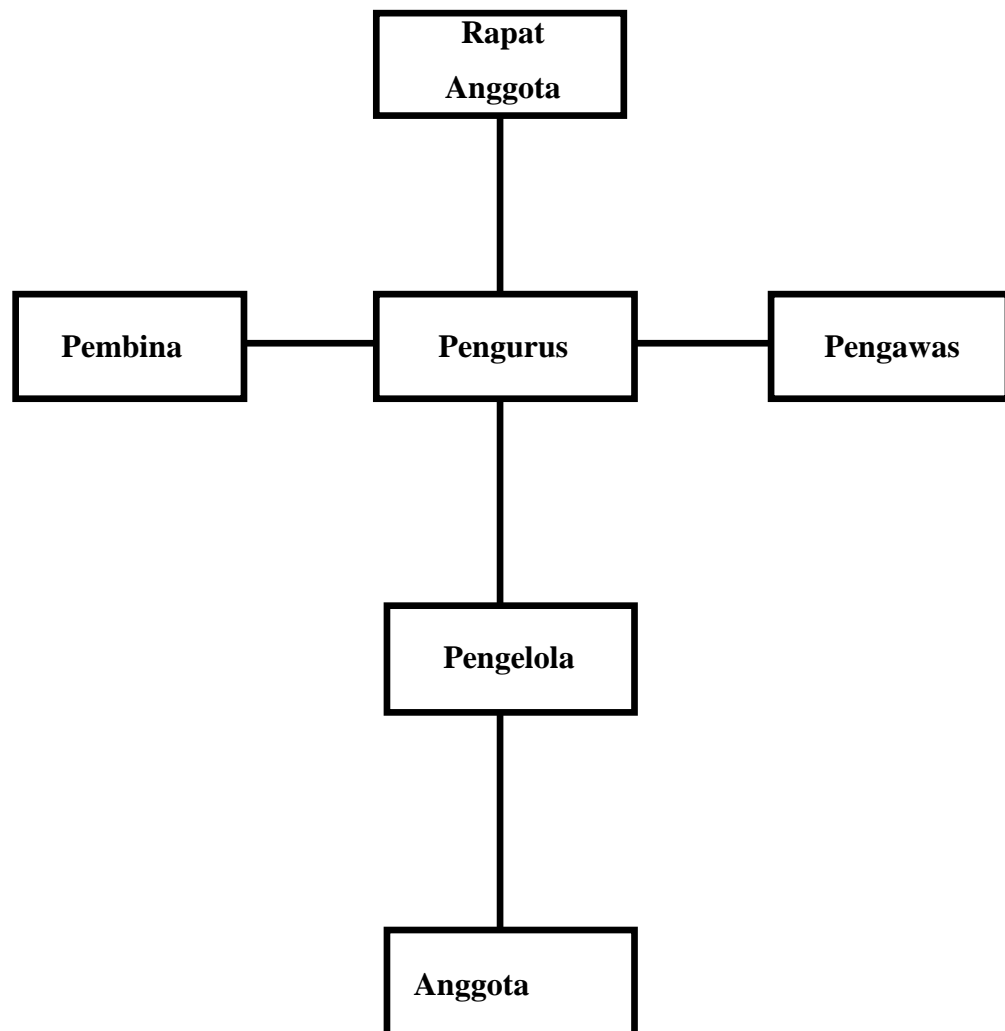 Rapat
Anggota
Pembina
Pengurus
Pengawas
Pengelola
Anggota